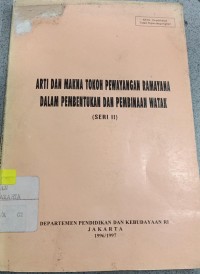 ARTI DAN MAKNA TOKOH PEWAYANGAN RAMAYANA
DALAM PEMBENTUKAN DAN PEMBINAAN WATAK
(SERI II)
DEPARTEMEN PENDIDIKAN DAN KEBUDAYAAN RI
JAKARTA
1996/1997